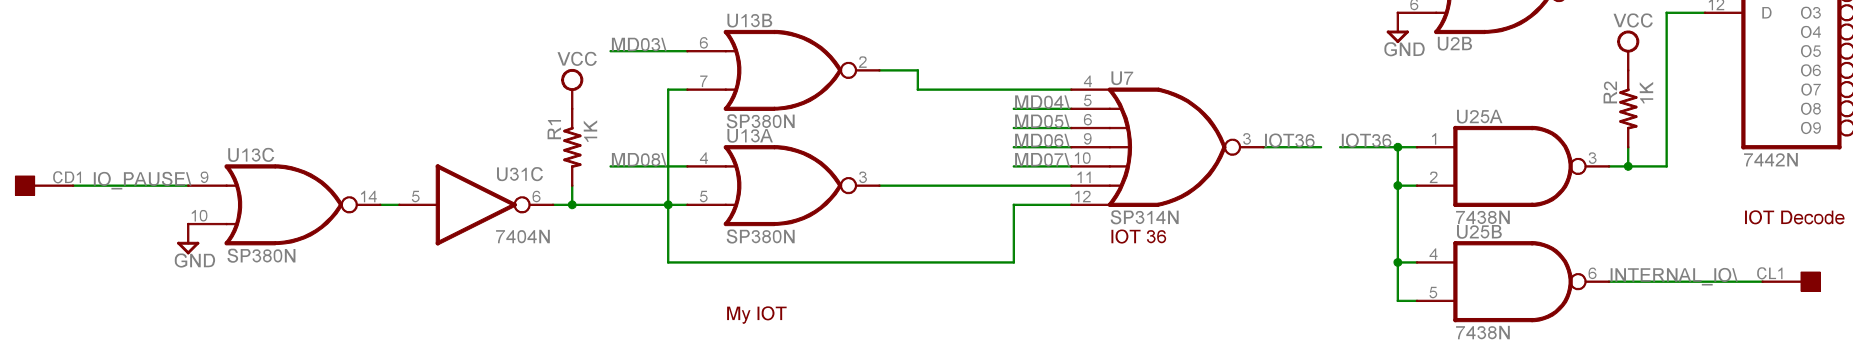 U13B
MD03\
6
7
2
SP380N
VCC
R1
1K
U13A
MD08\
4
5
3
SP380N
U13C
CD1
IO_PAUSE\
9
10
14
GND
SP380N
U31C
5
6
7404N
U7
4
MD04\
5
MD05\
6
MD06\
9
MD07\
10
11
12
3
IOT36
SP314N
IOT 36
My IOT
6
GND
U2B
IOT36
U25A
1
2
3
7438N
U25B
4
5
6
INTERNAL_IO\
CL1
7438N
VCC
R2
1K
12
D
O3
O4
O5
O6
O7
O8
O9
7442N
IOT Decode